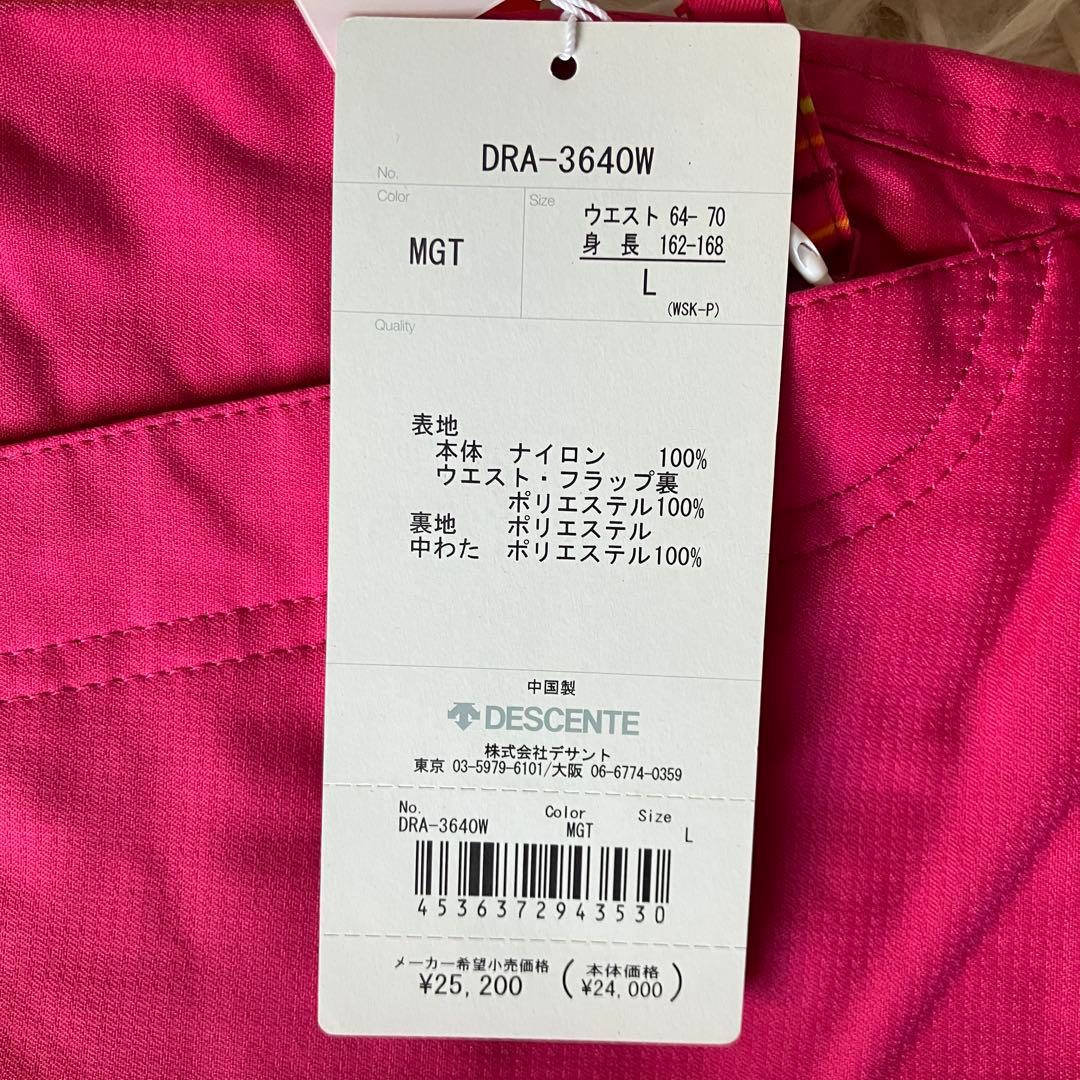 No. DRA-3640W
Color
Size
MGT
ウエスト 64- 70
身 長 162-168
L
(WSK-P)
Quality
表地
本体 ナイロン 100%
ウエスト・フラップ裏
ポリエステル100%
裏地 ポリエステル
中わた ポリエステル100%
中国製
DESCENTE
株式会社デサント
東京 03-5979-6101/大阪 06-6774-0359
No. Color Size
DRA-3640W MGT L
4536372943530
メーカー希望小売価格
¥25,200
(本体価格
¥24,000)